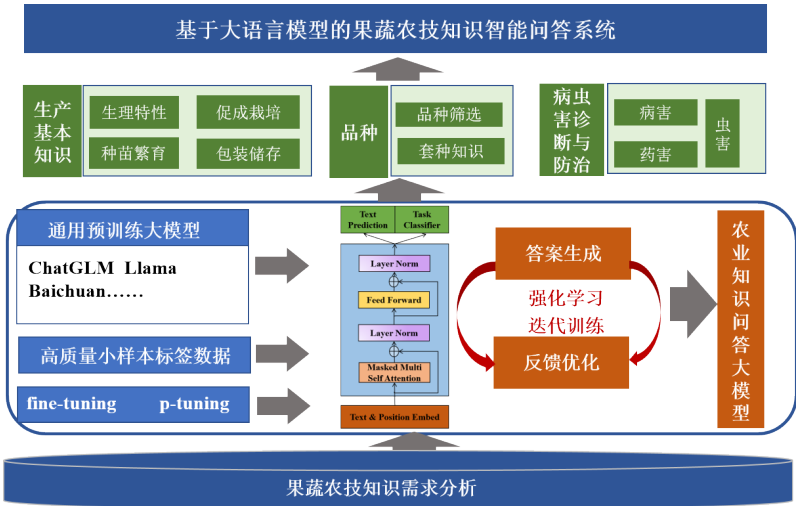 基于大语言模型的果蔬农技知识智能问答系统
生产
基本
知识
生理特性
促成栽培
种苗繁育
包装储存
品种
品种筛选
套种知识
病虫
害诊
断与
防治
病害
药害
虫
害
通用预训练大模型
ChatGLM Llama
Baichuan……
高质量小样本标签数据
fine-tuning p-tuning
Text
Prediction
Task
Classifier
Layer Norm
Feed Forward
Layer Norm
Masked Multi
Self Attention
Text & Position Embed
答案生成
强化学习
迭代训练
反馈优化
农
业
知
识
问
答
大
模
型
果蔬农技知识需求分析